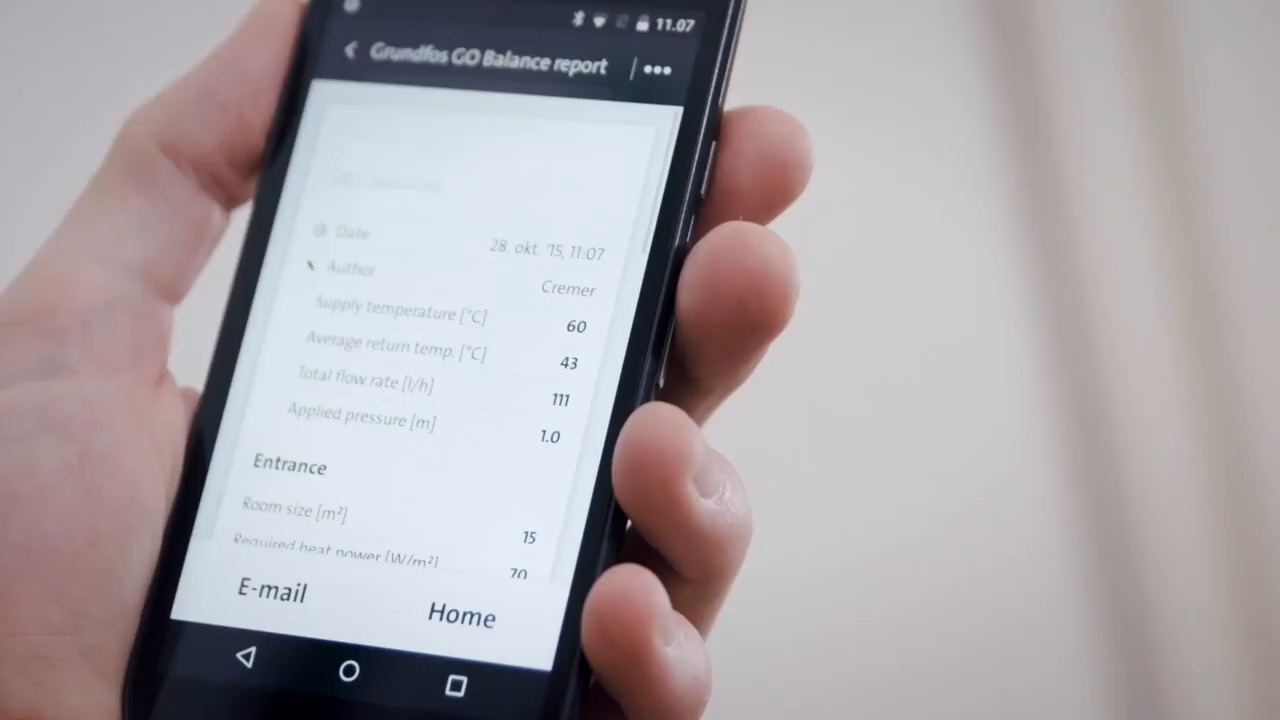 11.07
Grundfos GO Balance report
Date 28. okt. '15, 11:07
Author Cremer
Supply temperature [°C] 60
Average return temp. [°C] 43
Total flow rate [l/h] 111
Applied pressure [m] 1.0
Entrance
Room size [m²] 15
Required heat power [W/m²] 70
E-mail Home